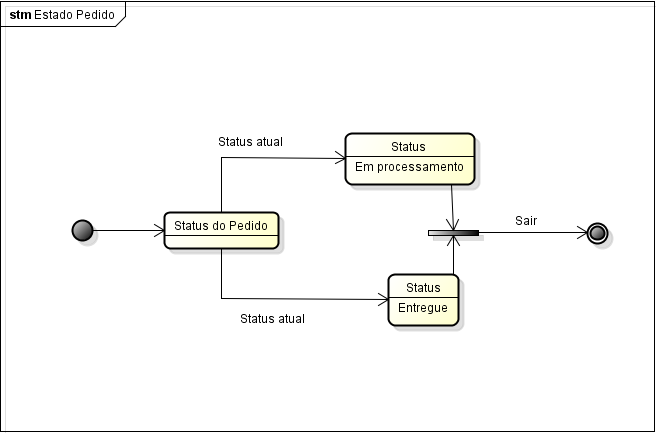 stm Estado Pedido
Status atual
Status
Em processamento
Status do Pedido
Sair
Status
Entregue
Status atual